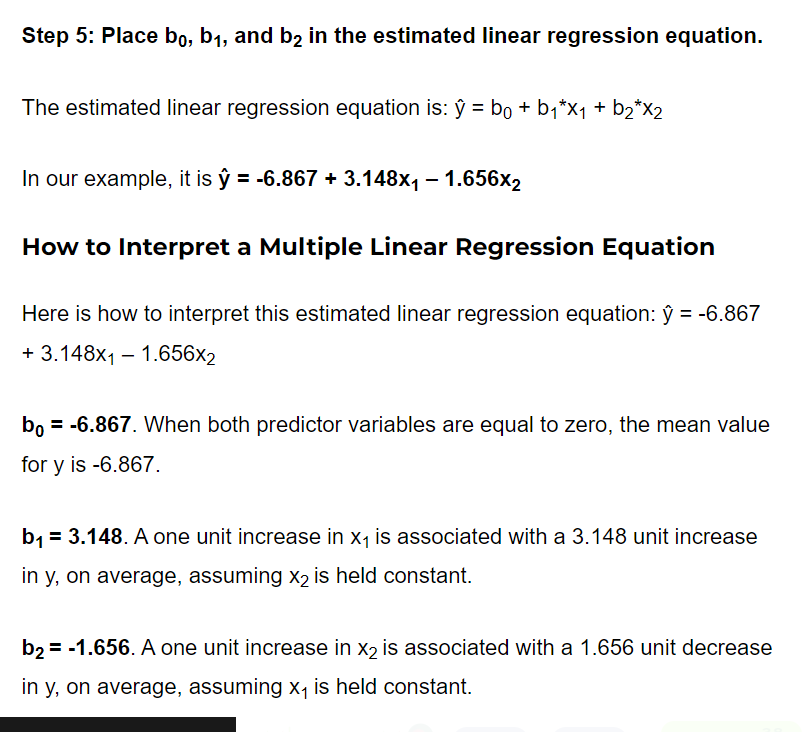 Step 5: Place b₀, b₁, and b₂ in the estimated linear regression equation.
The estimated linear regression equation is: ŷ = b₀ + b₁*x₁ + b₂*x₂
In our example, it is ŷ = -6.867 + 3.148x₁ – 1.656x₂
How to Interpret a Multiple Linear Regression Equation
Here is how to interpret this estimated linear regression equation: ŷ = -6.867
+ 3.148x₁ – 1.656x₂
b₀ = -6.867. When both predictor variables are equal to zero, the mean value
for y is -6.867.
b₁ = 3.148. A one unit increase in x₁ is associated with a 3.148 unit increase
in y, on average, assuming x₂ is held constant.
b₂ = -1.656. A one unit increase in x₂ is associated with a 1.656 unit decrease
in y, on average, assuming x₁ is held constant.